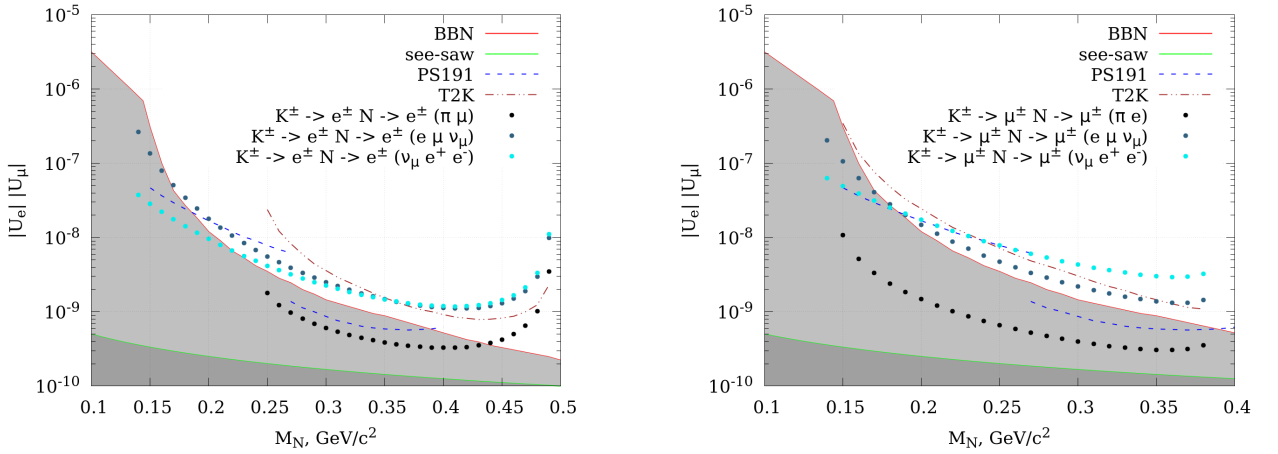 10⁻⁵
10⁻⁶
10⁻⁷
10⁻⁸
10⁻⁹
10⁻¹⁰
|Uₑ| |U_μ|
BBN
see-saw
PS191
T2K
K± -> e± N -> e± (π μ)
K± -> e± N -> e± (e μ ν_μ)
K± -> e± N -> e± (ν_μ e⁺ e⁻)
0.1 0.15 0.2 0.25 0.3 0.35 0.4 0.45 0.5
M_N, GeV/c²
10⁻⁵
10⁻⁶
10⁻⁷
10⁻⁸
10⁻⁹
10⁻¹⁰
|Uₑ| |U_μ|
BBN
see-saw
PS191
T2K
K± -> μ± N -> μ± (π e)
K± -> μ± N -> μ± (e μ ν_μ)
K± -> μ± N -> μ± (ν_μ e⁺ e⁻)
0.1 0.15 0.2 0.25 0.3 0.35 0.4
M_N, GeV/c²